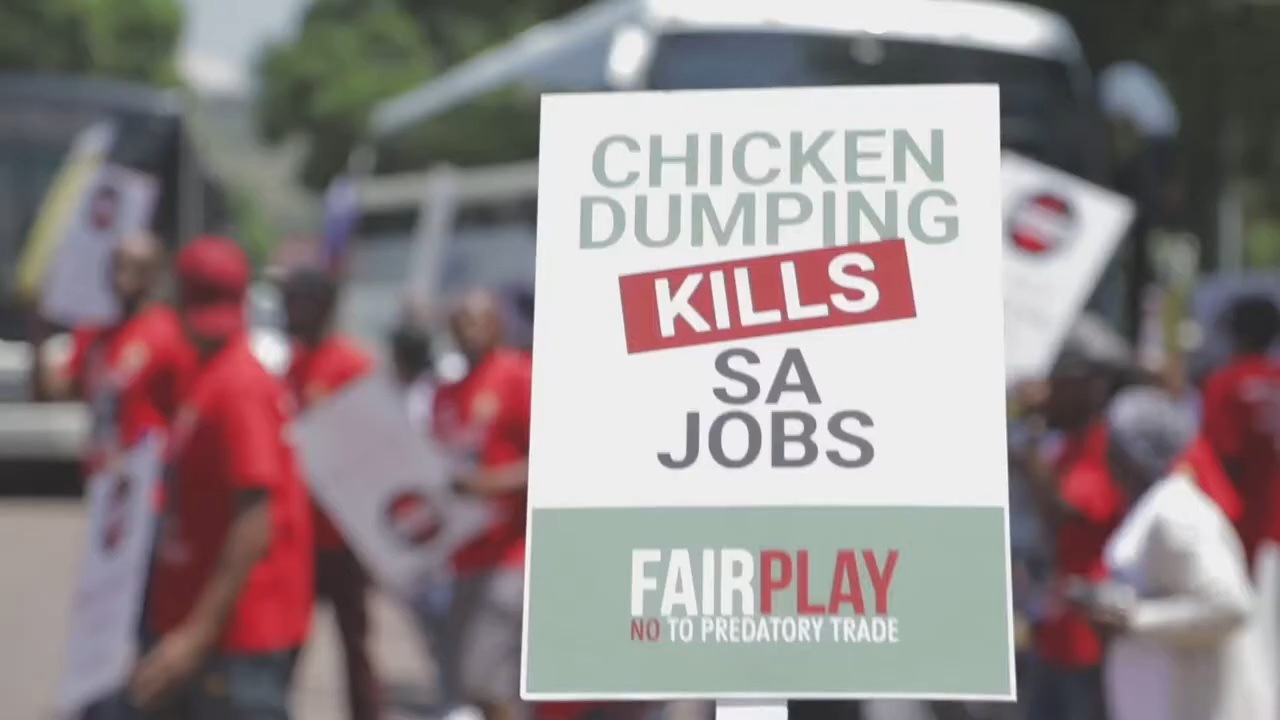 CHICKEN
DUMPING
KILLS
SA
JOBS
FAIRPLAY
NO TO PREDATORY TRADE